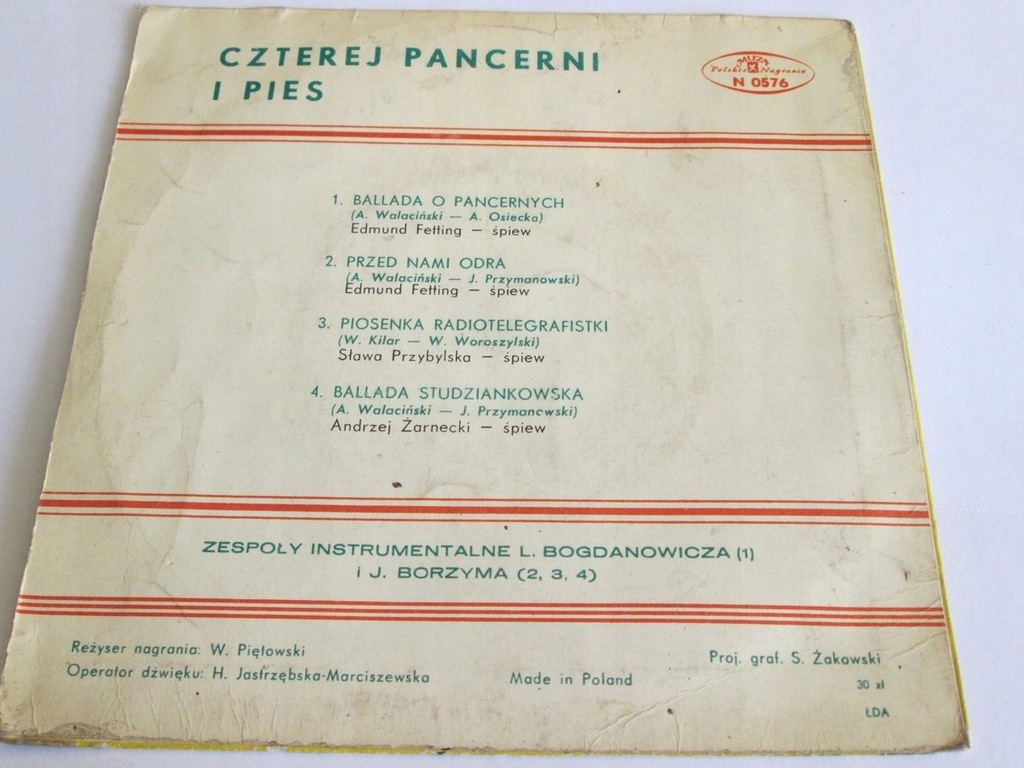 CZTEREJ PANCERNI
I PIES
MUZA
Polskie Nagrania
N 0576
1. BALLADA O PANCERNYCH
(A. Walaciński — A. Osiecka)
Edmund Fetting — śpiew
2. PRZED NAMI ODRA
(A. Walaciński — J. Przymanowski)
Edmund Fetting — śpiew
3. PIOSENKA RADIOTELEGRAFISTKI
(W. Kilar — W. Woroszylski)
Sława Przybylska — śpiew
4. BALLADA STUDZIANKOWSKA
(A. Walaciński — J. Przymanowski)
Andrzej Żarnecki — śpiew
ZESPOŁY INSTRUMENTALNE L. BOGDANOWICZA (1)
i J. BORZYMA (2, 3, 4)
Reżyser nagrania: W. Piętowski
Operator dźwięku: H. Jastrzębska-Marciszewska
Made in Poland
Proj. graf. S. Żakowski
30 zł
ŁDA